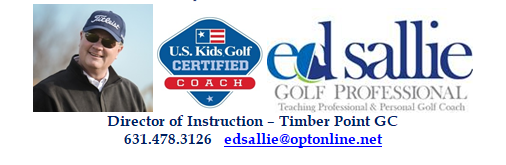 Titleist
U.S. Kids Golf
CERTIFIED
COACH
ed sallie
GOLF PROFESSIONAL
Teaching Professional & Personal Golf Coach
Director of Instruction – Timber Point GC
631.478.3126 edsallie@optonline.net